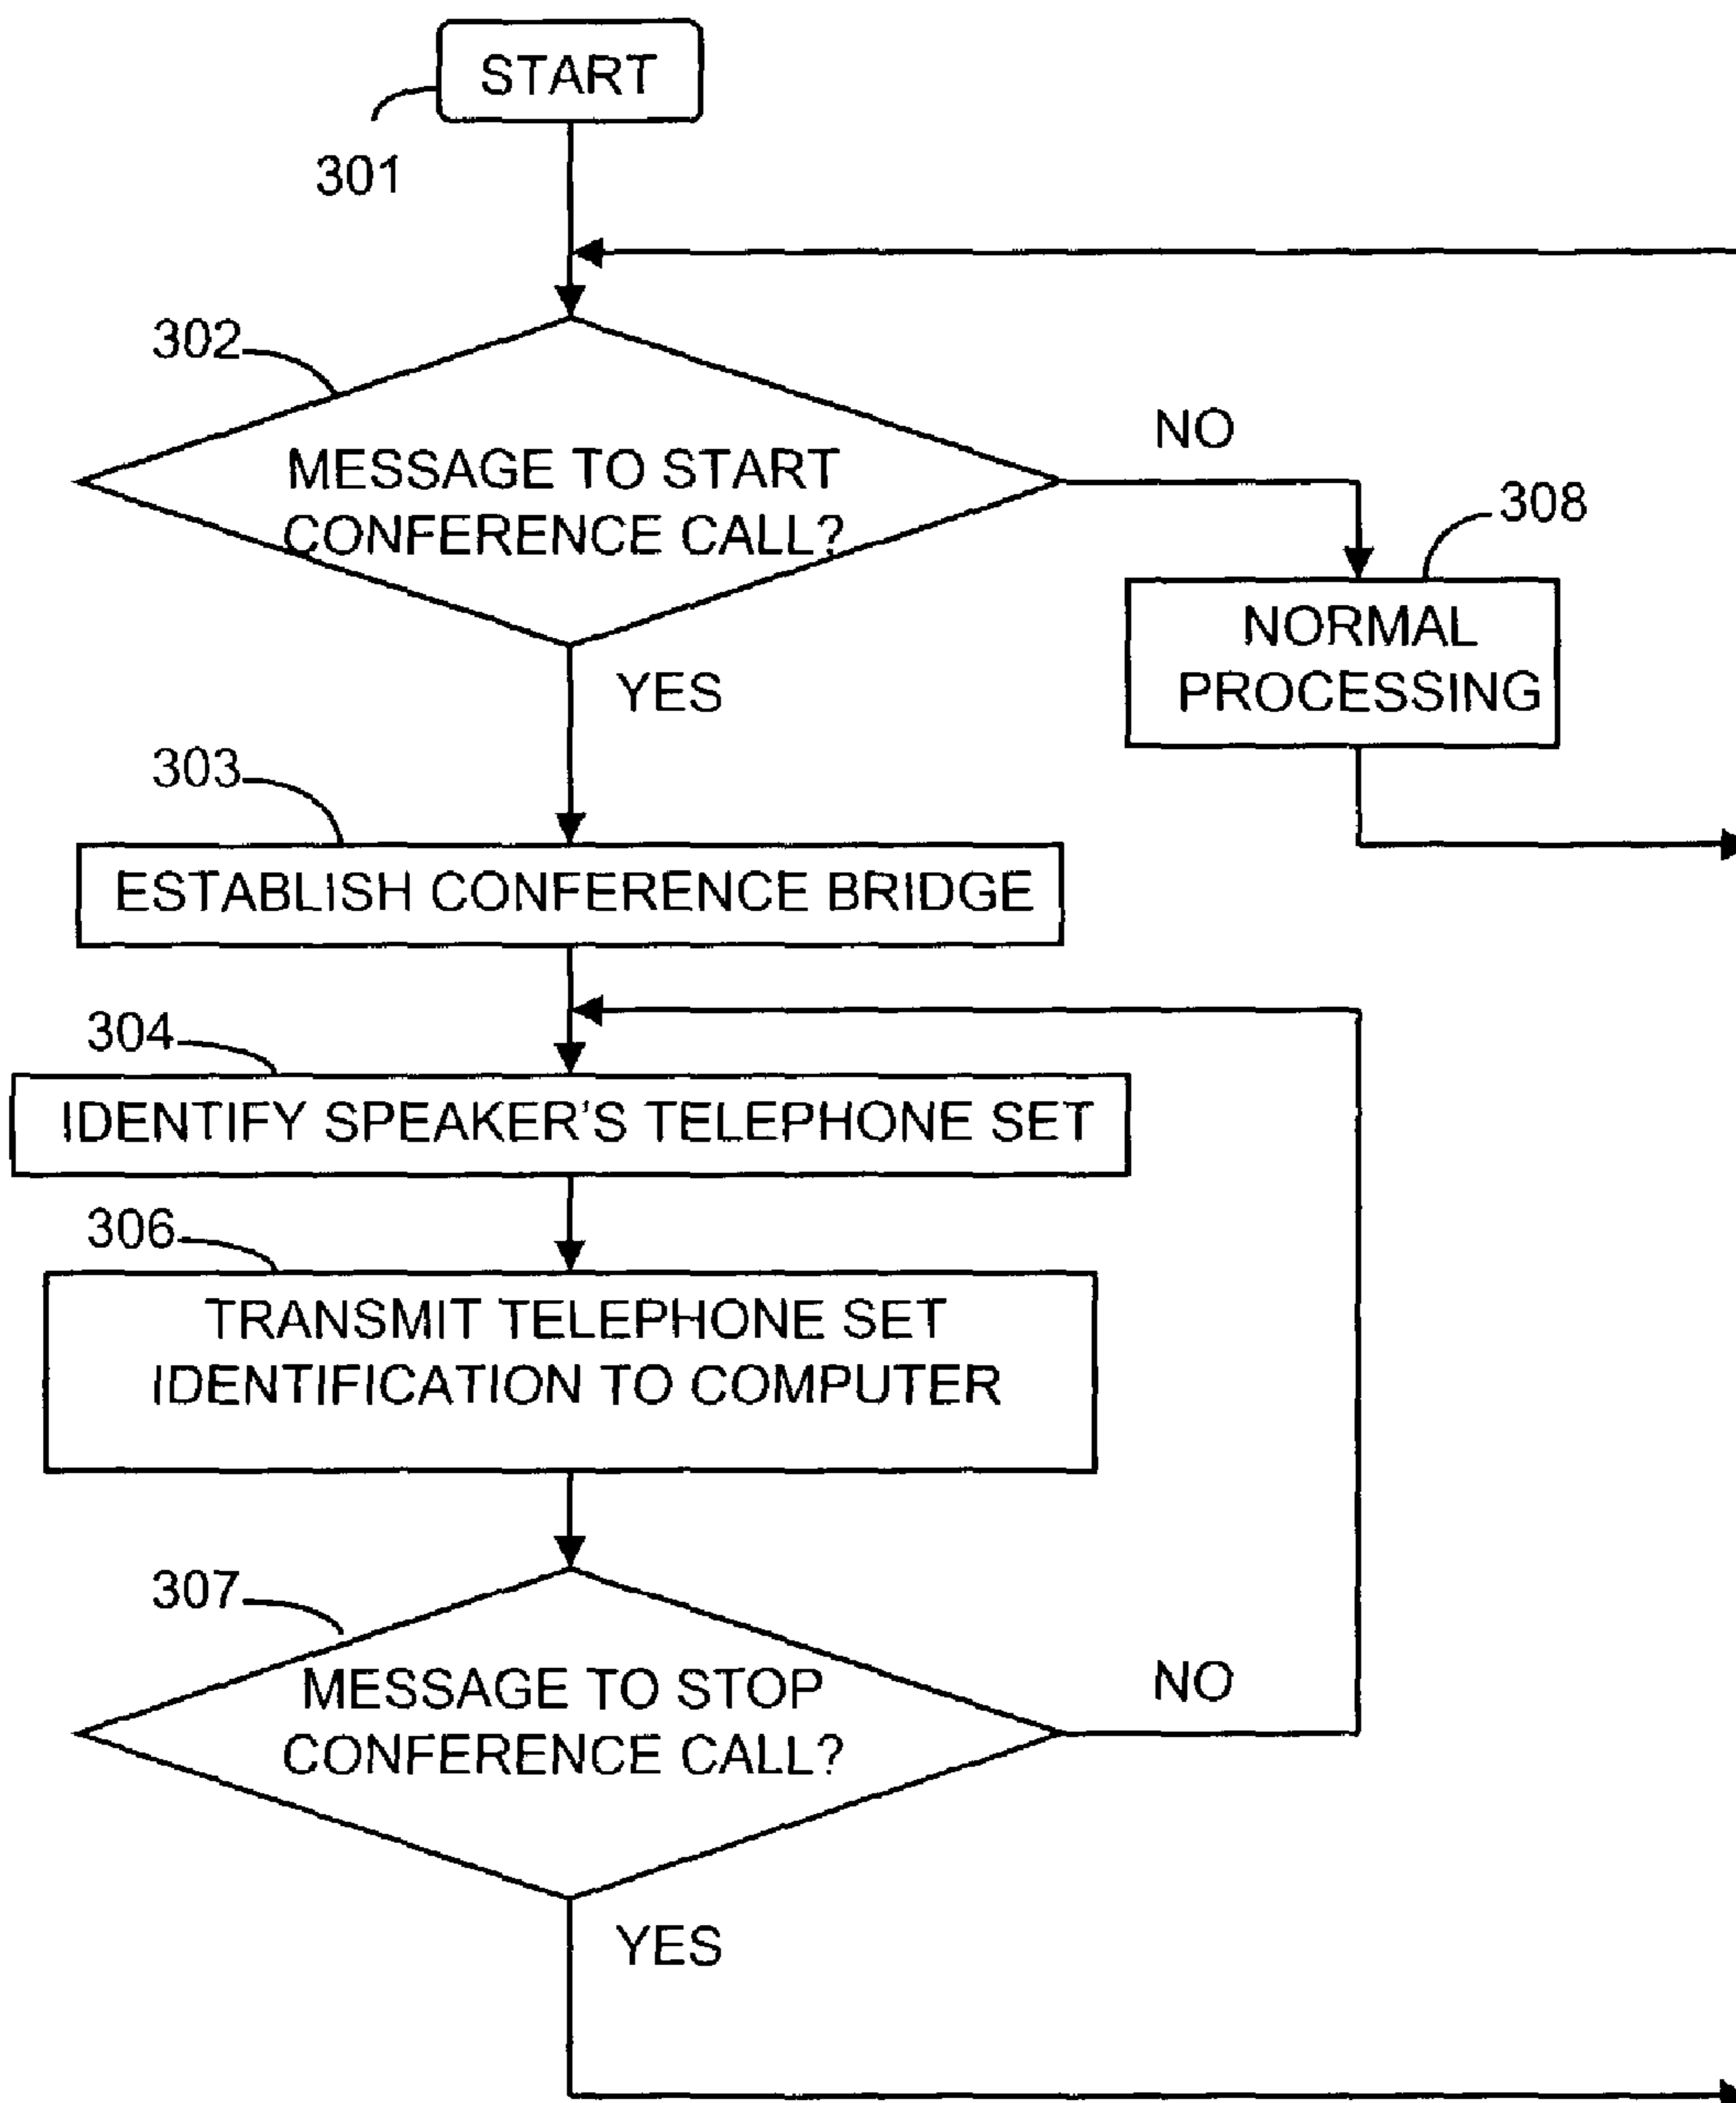 START
301
302
MESSAGE TO START
CONFERENCE CALL?
NO
308
NORMAL
PROCESSING
YES
303
ESTABLISH CONFERENCE BRIDGE
304
IDENTIFY SPEAKER'S TELEPHONE SET
306
TRANSMIT TELEPHONE SET
IDENTIFICATION TO COMPUTER
307
MESSAGE TO STOP
CONFERENCE CALL?
NO
YES